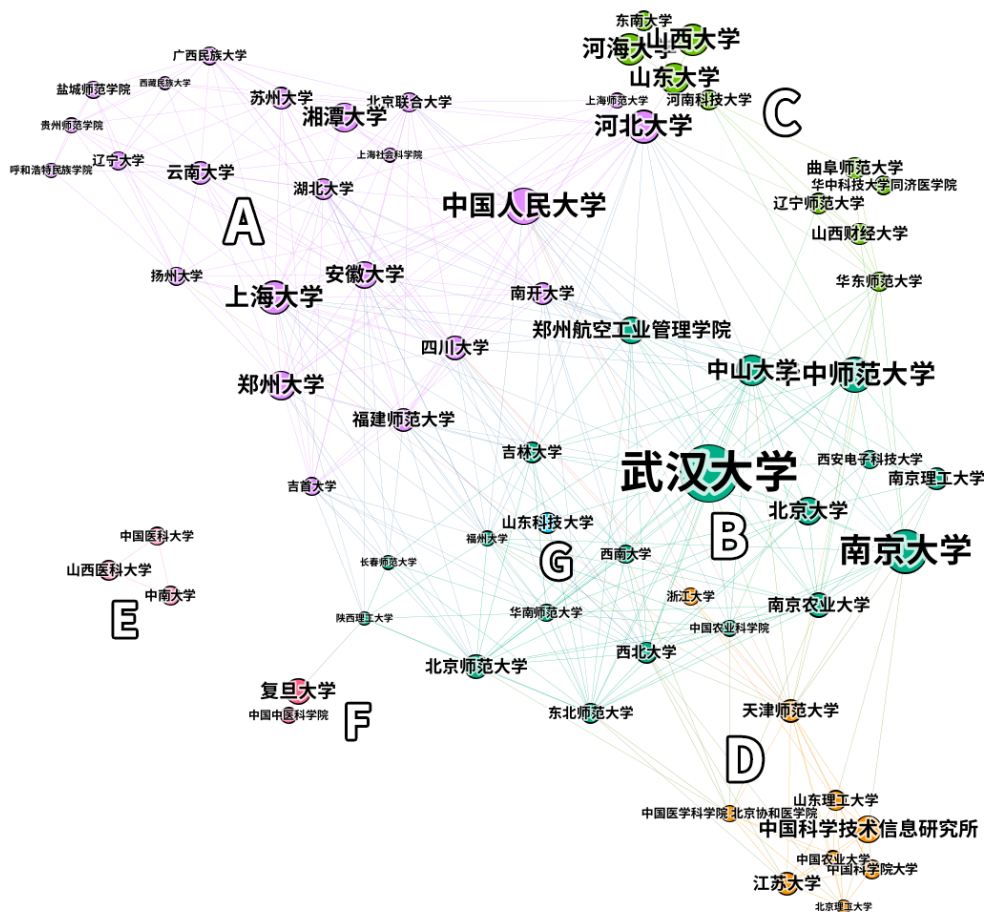 东南大学
河海大学
山西大学
广西民族大学
山东大学
西藏民族大学
盐城师范学院
苏州大学
北京联合大学
上海师范大学
河南科技大学
湘潭大学
C
贵州师范学院
河北大学
辽宁大学
上海社会科学院
呼和浩特民族学院
云南大学
曲阜师范大学
湖北大学
华中科技大学同济医学院
中国人民大学
辽宁师范大学
A
山西财经大学
扬州大学
安徽大学
华东师范大学
上海大学
南开大学
郑州航空工业管理学院
四川大学
中山大学
中师范大学
郑州大学
福建师范大学
吉林大学
西安电子科技大学
武汉大学
南京理工大学
吉首大学
北京大学
山东科技大学
中国医科大学
福州大学
B
南京大学
西南大学
G
长春师范大学
山西医科大学
中南大学
浙江大学
南京农业大学
E
华南师范大学
陕西理工大学
中国农业科学院
西北大学
北京师范大学
复旦大学
中国中医科学院
F
东北师范大学
天津师范大学
D
山东理工大学
中国医学科学院 北京协和医学院
中国科学技术信息研究所
中国农业大学
中国科学院大学
江苏大学
北京理工大学